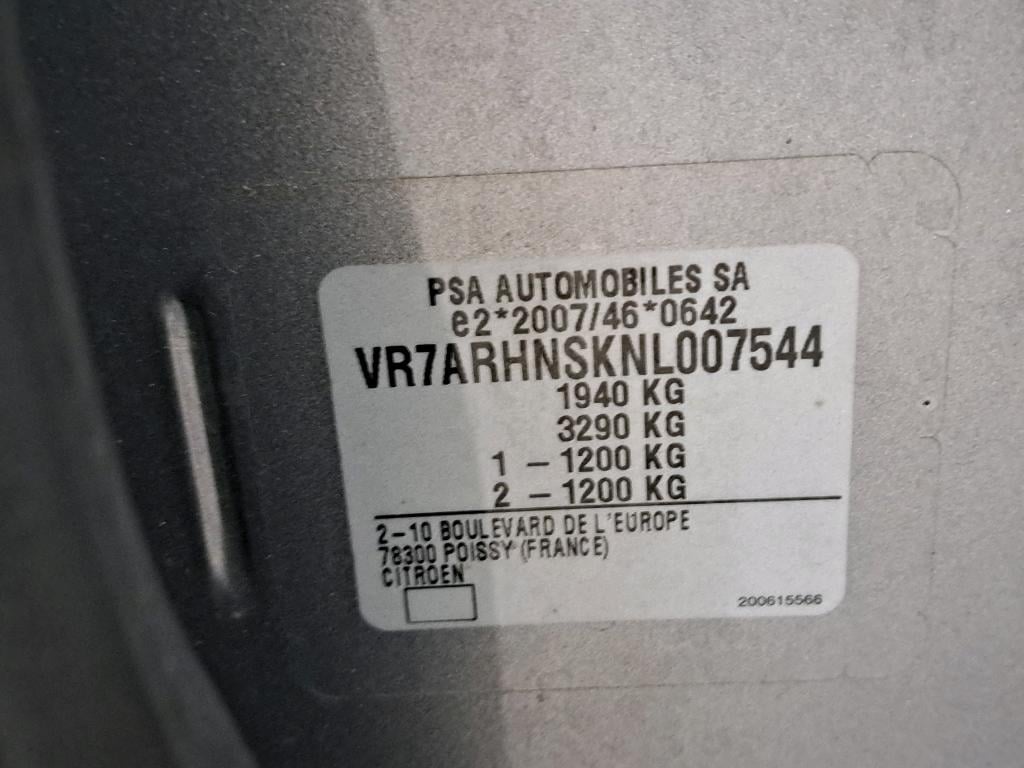 PSA AUTOMOBILES SA
e2*2007/46*0642
VR7ARHNSKNL007544
1940 KG
3290 KG
1 – 1200 KG
2 – 1200 KG
2–10 BOULEVARD DE L'EUROPE
78300 POISSY (FRANCE)
CITROEN
200615566